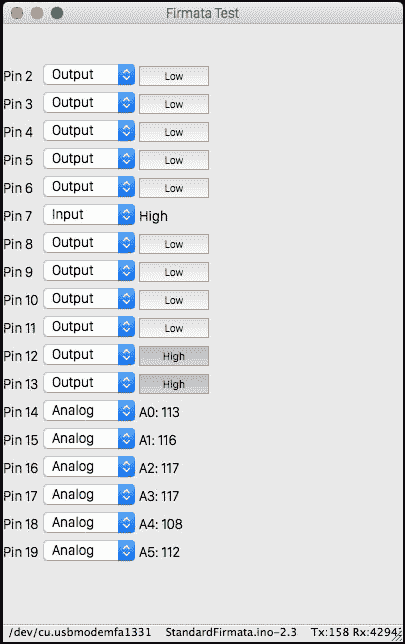 Firmata Test
Pin 2 Output Low
Pin 3 Output Low
Pin 4 Output Low
Pin 5 Output Low
Pin 6 Output Low
Pin 7 Input High
Pin 8 Output Low
Pin 9 Output Low
Pin 10 Output Low
Pin 11 Output Low
Pin 12 Output High
Pin 13 Output High
Pin 14 Analog A0: 113
Pin 15 Analog A1: 116
Pin 16 Analog A2: 117
Pin 17 Analog A3: 117
Pin 18 Analog A4: 108
Pin 19 Analog A5: 112
/dev/cu.usbmodemfa1331 StandardFirmata.ino-2.3 Tx:158 Rx:4294